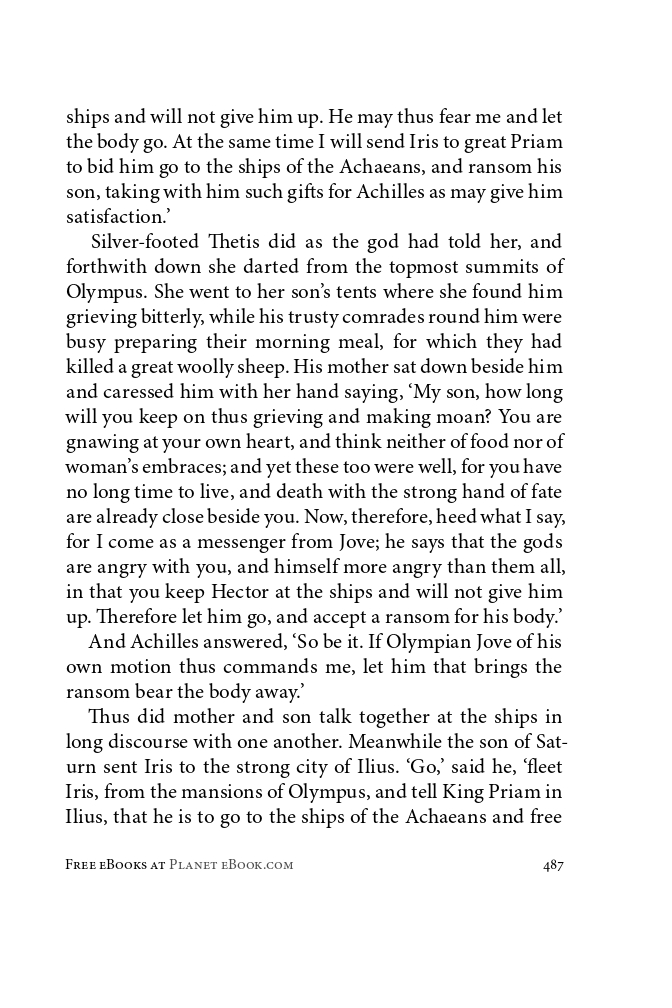 ships and will not give him up. He may thus fear me and let
the body go. At the same time I will send Iris to great Priam
to bid him go to the ships of the Achaeans, and ransom his
son, taking with him such gifts for Achilles as may give him
satisfaction.’
Silver-footed Thetis did as the god had told her, and
forthwith down she darted from the topmost summits of
Olympus. She went to her son’s tents where she found him
grieving bitterly, while his trusty comrades round him were
busy preparing their morning meal, for which they had
killed a great woolly sheep. His mother sat down beside him
and caressed him with her hand saying, ‘My son, how long
will you keep on thus grieving and making moan? You are
gnawing at your own heart, and think neither of food nor of
woman’s embraces; and yet these too were well, for you have
no long time to live, and death with the strong hand of fate
are already close beside you. Now, therefore, heed what I say,
for I come as a messenger from Jove; he says that the gods
are angry with you, and himself more angry than them all,
in that you keep Hector at the ships and will not give him
up. Therefore let him go, and accept a ransom for his body.’
And Achilles answered, ‘So be it. If Olympian Jove of his
own motion thus commands me, let him that brings the
ransom bear the body away.’
Thus did mother and son talk together at the ships in
long discourse with one another. Meanwhile the son of Sat-
urn sent Iris to the strong city of Ilius. ‘Go,’ said he, ‘fleet
Iris, from the mansions of Olympus, and tell King Priam in
Ilius, that he is to go to the ships of the Achaeans and free
Free eBooks at Planet eBook.com 487